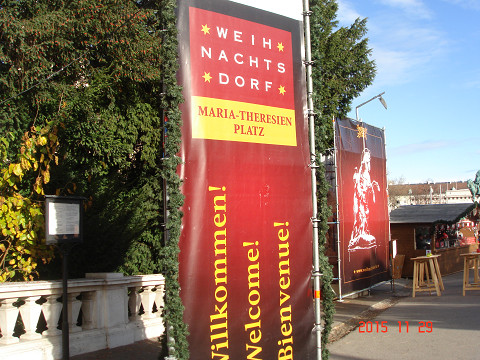 WEIH
NACHTS
DORF
MARIA-THERESIEN
PLATZ
Willkommen!
Welcome!
Bienvenue!
2015 11 25